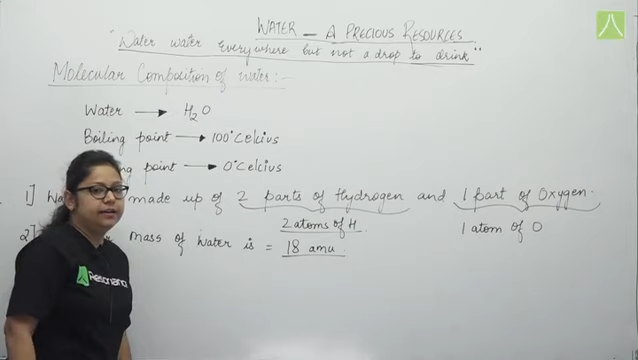 WATER — A PRECIOUS RESOURCES
"Water water everywhere but not a drop to drink"
Molecular Composition of water:-
Water → H₂O
Boiling point → 100°Celcius
point → 0°Celcius
1] made up of 2 parts of Hydrogen and 1 part of Oxygen.
2 atoms of H 1 atom of O
2] mass of water is = 18 amu.
Resonance